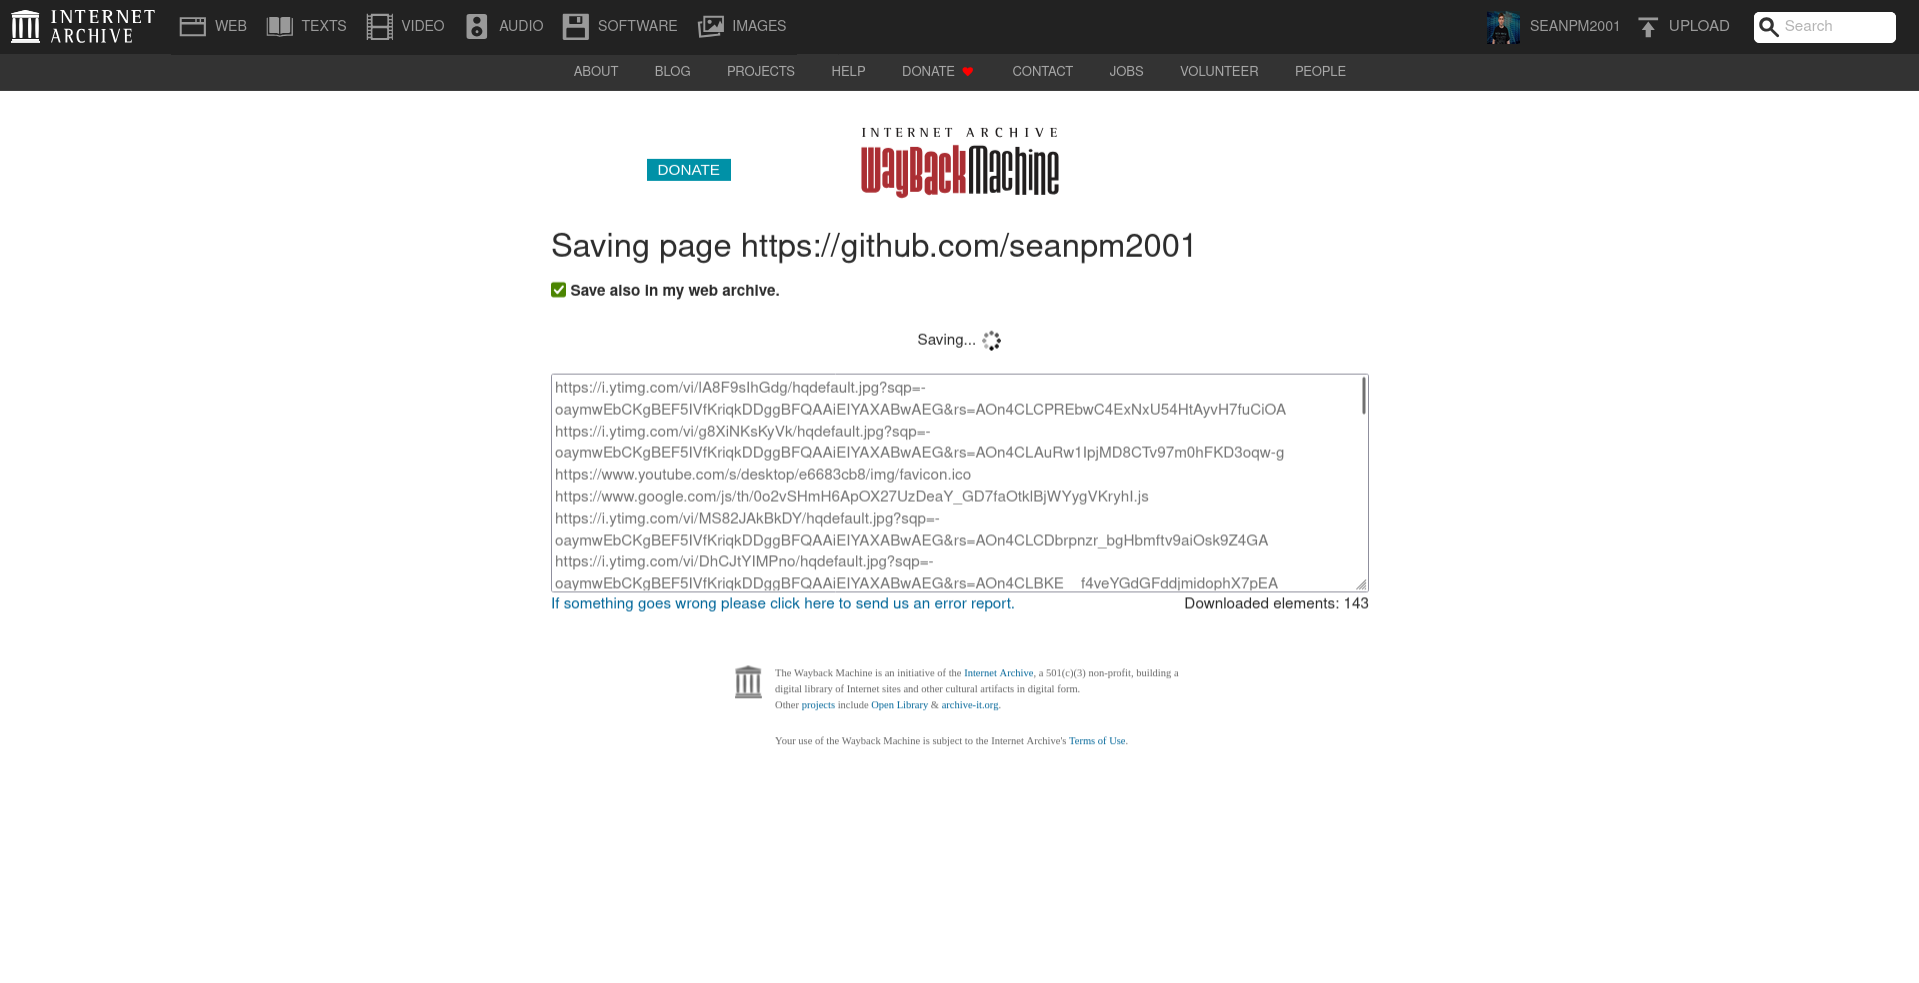 INTERNET ARCHIVE
WEB
TEXTS
VIDEO
AUDIO
SOFTWARE
IMAGES
SEANPM2001
UPLOAD
Search
ABOUT
BLOG
PROJECTS
HELP
DONATE
CONTACT
JOBS
VOLUNTEER
PEOPLE
DONATE
INTERNET ARCHIVE
WayBackMachine
Saving page https://github.com/seanpm2001
Save also in my web archive.
Saving...
https://i.ytimg.com/vi/lA8F9sIhGdg/hqdefault.jpg?sqp=-
oaymwEbCKgBEF5IVfKriqkDDggBFQAAiEIYAXABwAEG&rs=AOn4CLCPREbwC4ExNxU54HtAyvH7fuCiOA
https://i.ytimg.com/vi/g8XiNKsKyVk/hqdefault.jpg?sqp=-
oaymwEbCKgBEF5IVfKriqkDDggBFQAAiEIYAXABwAEG&rs=AOn4CLAuRw1IpjMD8CTv97m0hFKD3oqw-g
https://www.youtube.com/s/desktop/e6683cb8/img/favicon.ico
https://www.google.com/js/th/0o2vSHmH6ApOX27UzDeaY_GD7faOtklBjWYygVKryhI.js
https://i.ytimg.com/vi/MS82JAkBkDY/hqdefault.jpg?sqp=-
oaymwEbCKgBEF5IVfKriqkDDggBFQAAiEIYAXABwAEG&rs=AOn4CLCDbrpnzr_bgHbmftv9aiOsk9Z4GA
https://i.ytimg.com/vi/DhCJtYIMPno/hqdefault.jpg?sqp=-
oaymwEbCKgBEF5IVfKriqkDDggBFQAAiEIYAXABwAEG&rs=AOn4CLBKE__f4veYGdGFddjmidophX7pEA
If something goes wrong please click here to send us an error report.
Downloaded elements: 143
The Wayback Machine is an initiative of the Internet Archive, a 501(c)(3) non-profit, building a
digital library of Internet sites and other cultural artifacts in digital form.
Other projects include Open Library & archive-it.org.
Your use of the Wayback Machine is subject to the Internet Archive's Terms of Use.